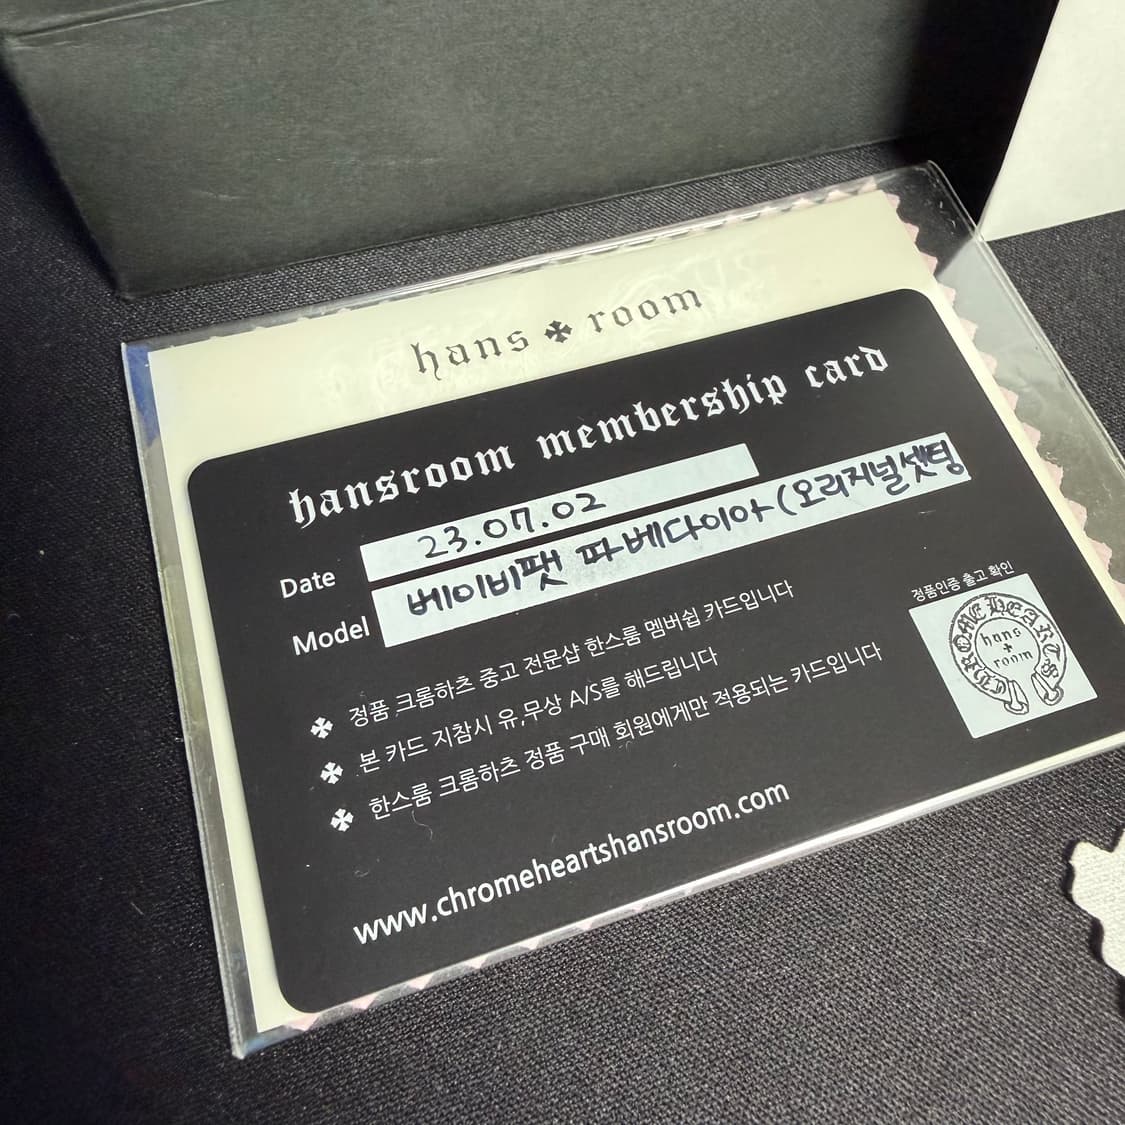 hans room
hansroom membership card
Date 23.07.02
Model 베이비팻 파베다이아 (오리지널셋팅
정품인증 출고 확인
CHROME HEARTS
hans
room
정품 크롬하츠 중고 전문샵 한스룸 멤버쉽 카드입니다
본 카드 지참시 유,무상 A/S를 해드립니다
한스룸 크롬하츠 정품 구매 회원에게만 적용되는 카드입니다
www.chromeheartshansroom.com